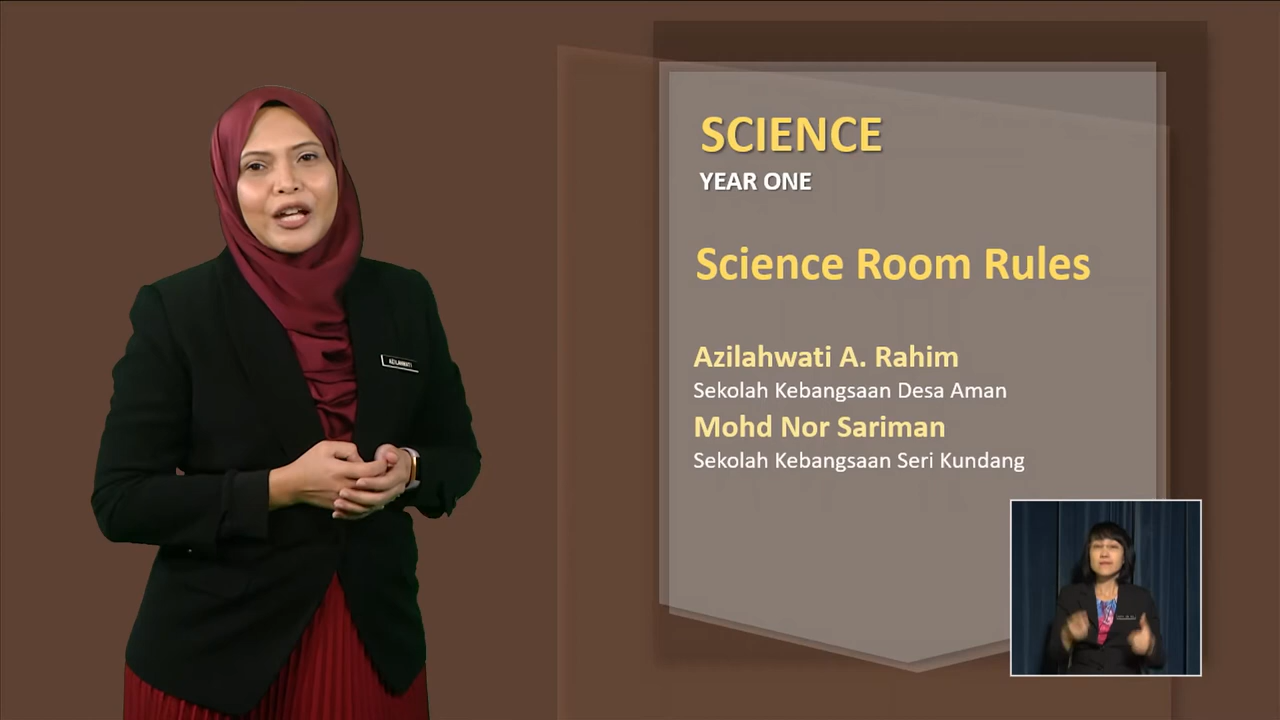 SCIENCE
YEAR ONE
Science Room Rules
Azilahwati A. Rahim
Sekolah Kebangsaan Desa Aman
Mohd Nor Sariman
Sekolah Kebangsaan Seri Kundang
AZILAHWATI